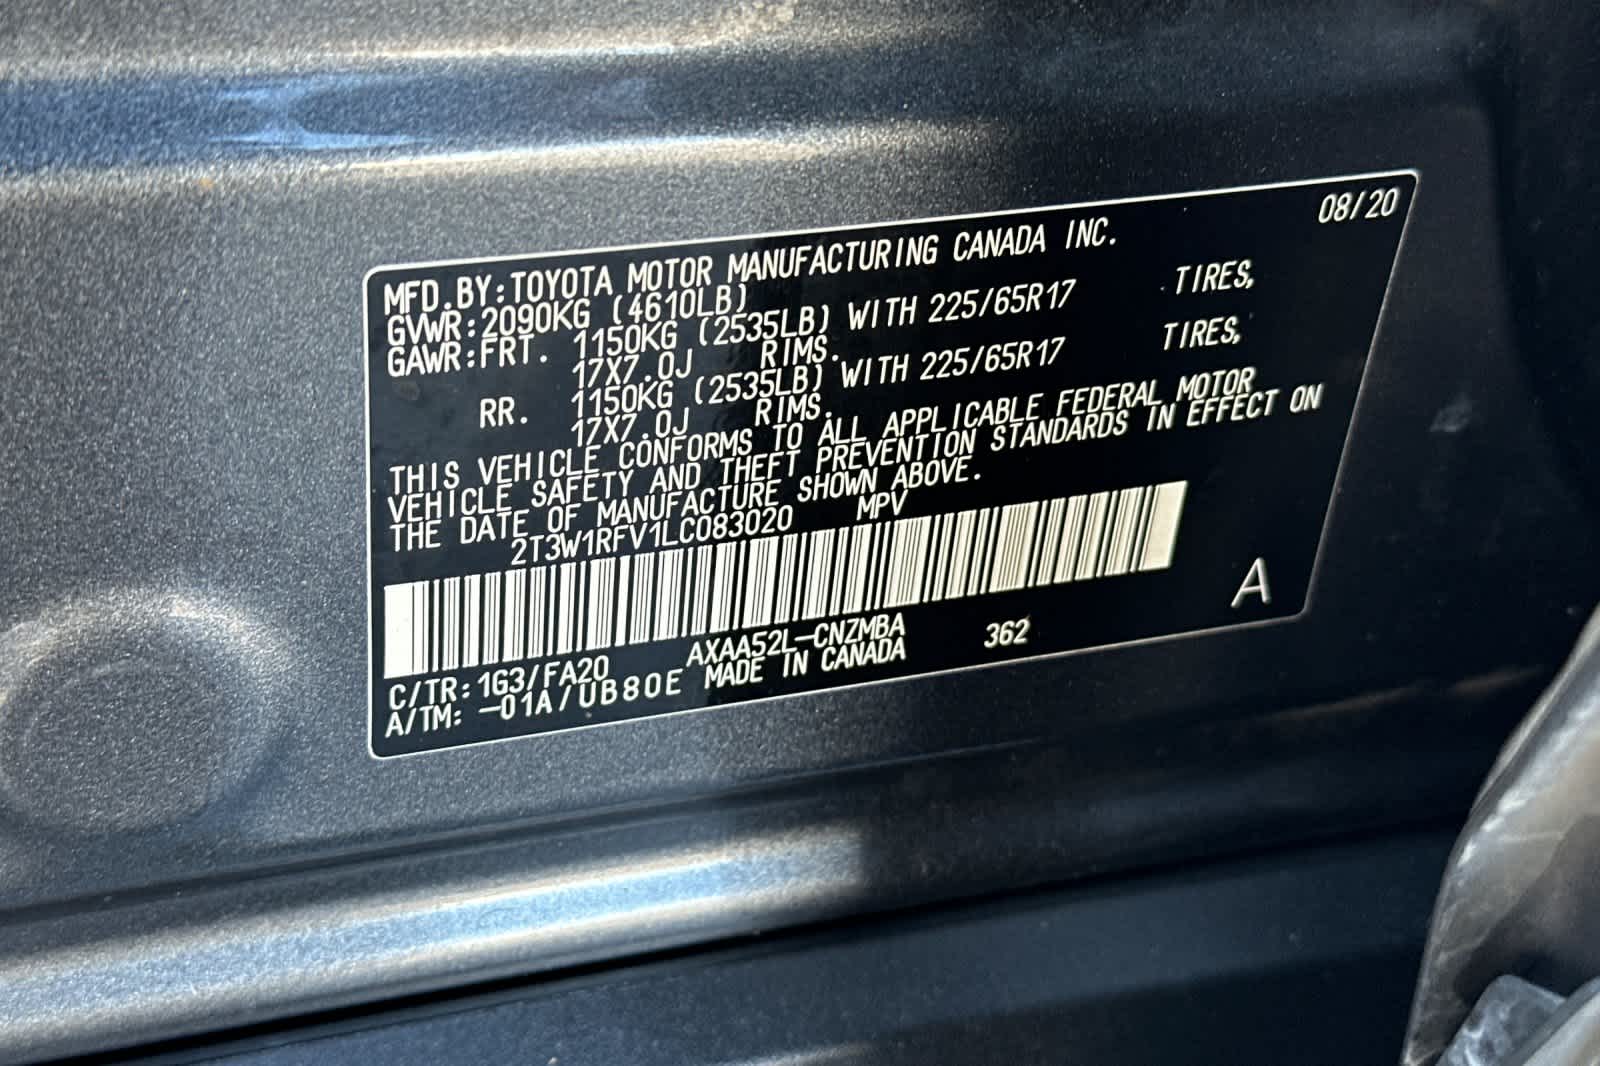 08/20
MFD.BY:TOYOTA MOTOR MANUFACTURING CANADA INC.
GVWR:2090KG (4610LB)
GAWR:FRT. 1150KG (2535LB) WITH 225/65R17 TIRES,
17X7.0J RIMS.
RR. 1150KG (2535LB) WITH 225/65R17 TIRES,
17X7.0J RIMS.
THIS VEHICLE CONFORMS TO ALL APPLICABLE FEDERAL MOTOR
VEHICLE SAFETY AND THEFT PREVENTION STANDARDS IN EFFECT ON
THE DATE OF MANUFACTURE SHOWN ABOVE.
2T3W1RFV1LC083020 MPV
A
C/TR:1G3/FA20 AXAA52L-CNZMBA 362
A/TM: -01A/UB80E MADE IN CANADA